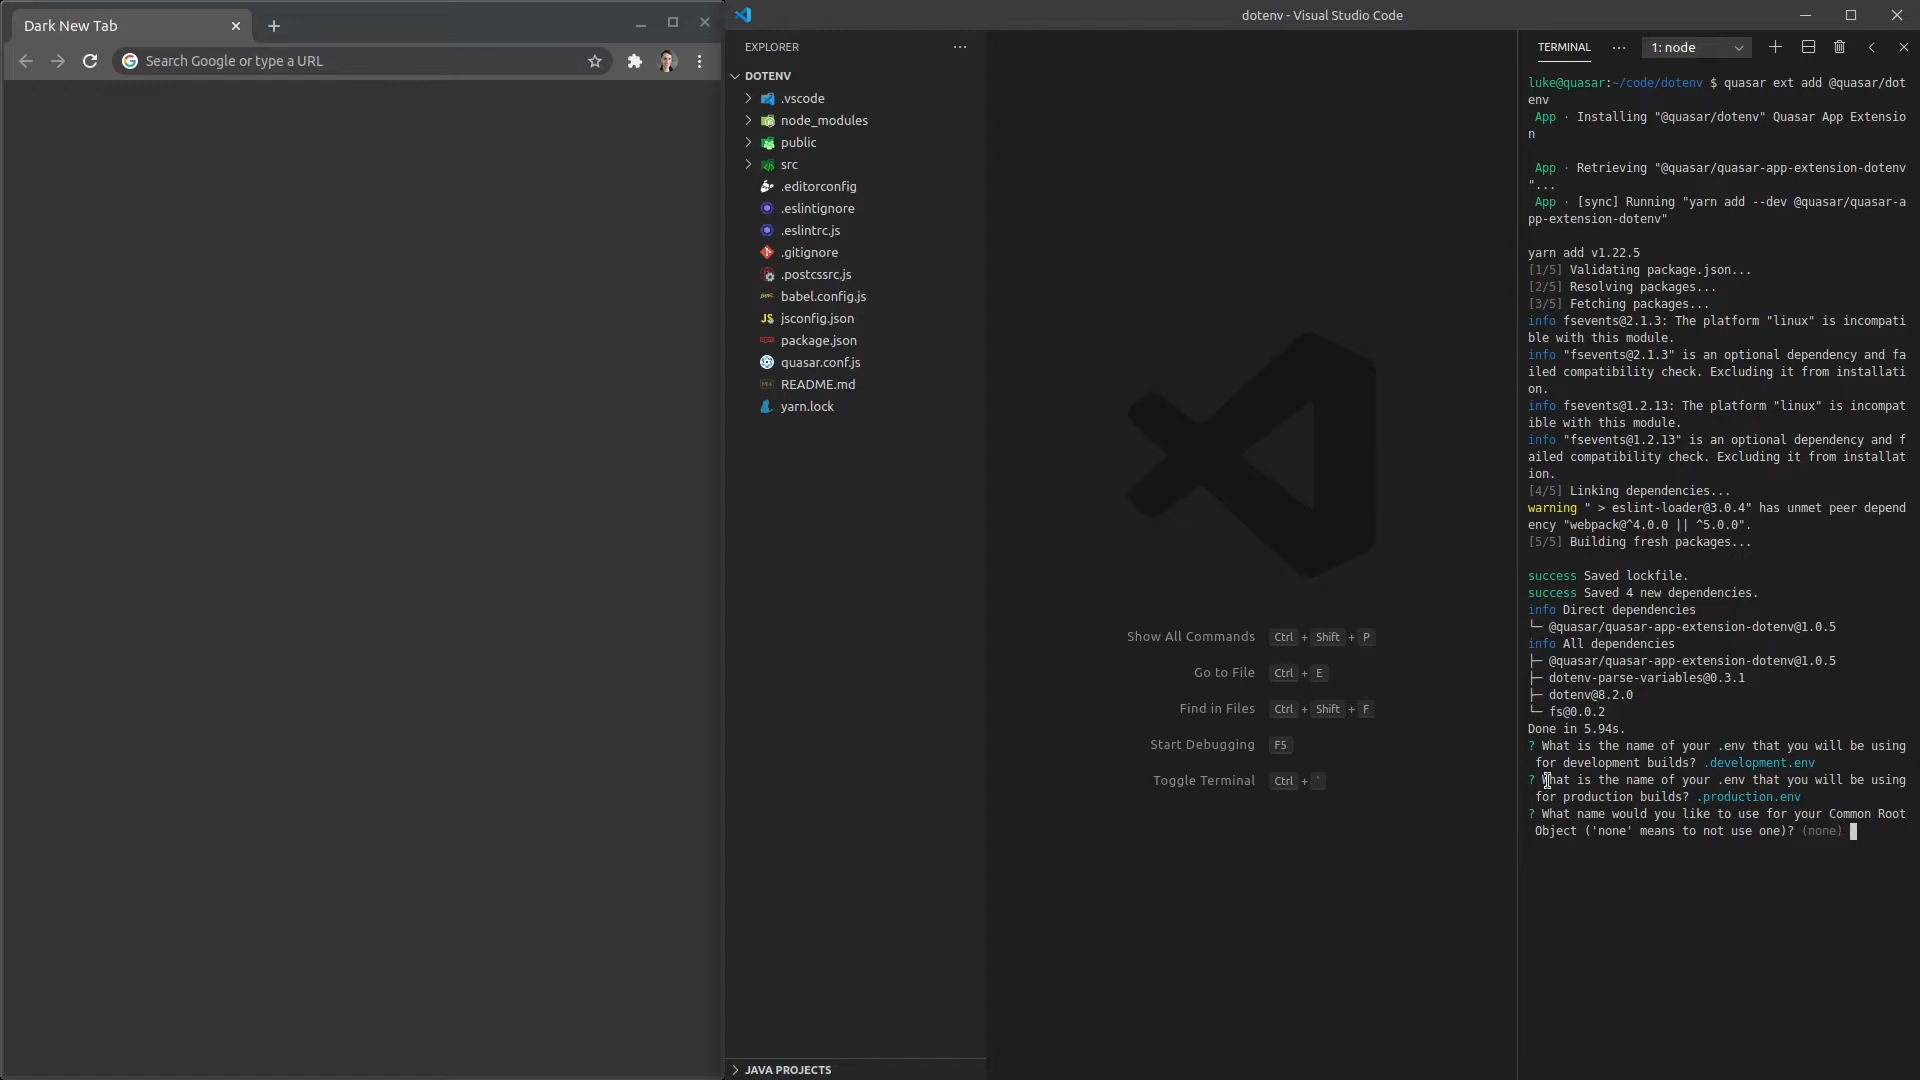 Dark New Tab
Search Google or type a URL
dotenv - Visual Studio Code
EXPLORER
DOTENV
.vscode
node_modules
public
src
.editorconfig
.eslintignore
.eslintrc.js
.gitignore
.postcssrc.js
babel.config.js
JS jsconfig.json
package.json
quasar.conf.js
README.md
yarn.lock
JAVA PROJECTS
Show All Commands Ctrl + Shift + P
Go to File Ctrl + E
Find in Files Ctrl + Shift + F
Start Debugging F5
Toggle Terminal Ctrl + `
TERMINAL ··· 1: node
luke@quasar:~/code/dotenv $ quasar ext add @quasar/dot
env
App · Installing "@quasar/dotenv" Quasar App Extensio
n
App · Retrieving "@quasar/quasar-app-extension-dotenv
"...
App · [sync] Running "yarn add --dev @quasar/quasar-a
pp-extension-dotenv"
yarn add v1.22.5
[1/5] Validating package.json...
[2/5] Resolving packages...
[3/5] Fetching packages...
info fsevents@2.1.3: The platform "linux" is incompati
ble with this module.
info "fsevents@2.1.3" is an optional dependency and fa
iled compatibility check. Excluding it from installati
on.
info fsevents@1.2.13: The platform "linux" is incompat
ible with this module.
info "fsevents@1.2.13" is an optional dependency and f
ailed compatibility check. Excluding it from installat
ion.
[4/5] Linking dependencies...
warning " > eslint-loader@3.0.4" has unmet peer depend
ency "webpack@^4.0.0 || ^5.0.0".
[5/5] Building fresh packages...
success Saved lockfile.
success Saved 4 new dependencies.
info Direct dependencies
└─ @quasar/quasar-app-extension-dotenv@1.0.5
info All dependencies
├─ @quasar/quasar-app-extension-dotenv@1.0.5
├─ dotenv-parse-variables@0.3.1
├─ dotenv@8.2.0
└─ fs@0.0.2
Done in 5.94s.
? What is the name of your .env that you will be using
for development builds? .development.env
? What is the name of your .env that you will be using
for production builds? .production.env
? What name would you like to use for your Common Root
Object ('none' means to not use one)? (none)